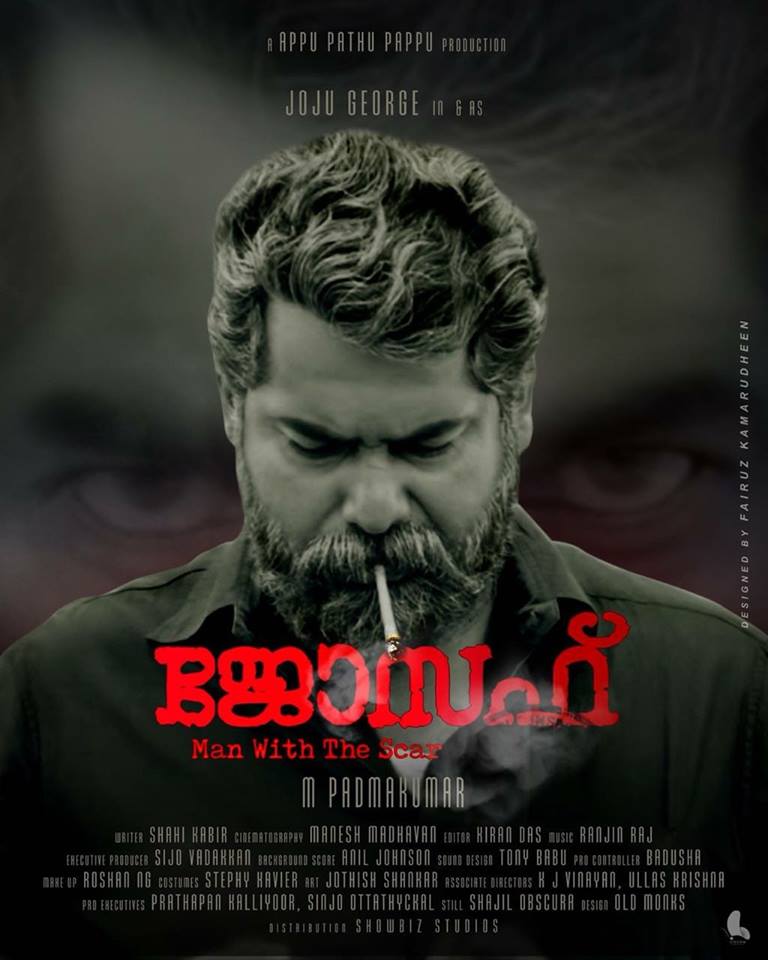 A APPU PATHU PAPPU PRODUCTION
JOJU GEORGE IN & AS
ജോസഫ്
Man With The Scar
M PADMAKUMAR
WRITER SHAHI KABIR CINEMATOGRAPHY MANESH MADHAVAN EDITOR KIRAN DAS MUSIC RANJIN RAJ
EXECUTIVE PRODUCER SIJO VADAKKAN BACKGROUND SCORE ANIL JOHNSON SOUND DESIGN TONY BABU PRO CONTROLLER BADUSHA
MAKE UP ROSHAN NG COSTUMES STEPHY XAVIER ART JOTHISH SHANKAR ASSOCIATE DIRECTORS K J VINAYAN, ULLAS KRISHNA
PRO EXECUTIVES PRATHAPAN KALLIYOOR, SINJO OTTATHYCKAL STILL SHAJIL OBSCURA DESIGN OLD MONKS
DISTRIBUTION SHOWBIZ STUDIOS
DESIGNED BY FAIRUZ KAMARUDHEEN